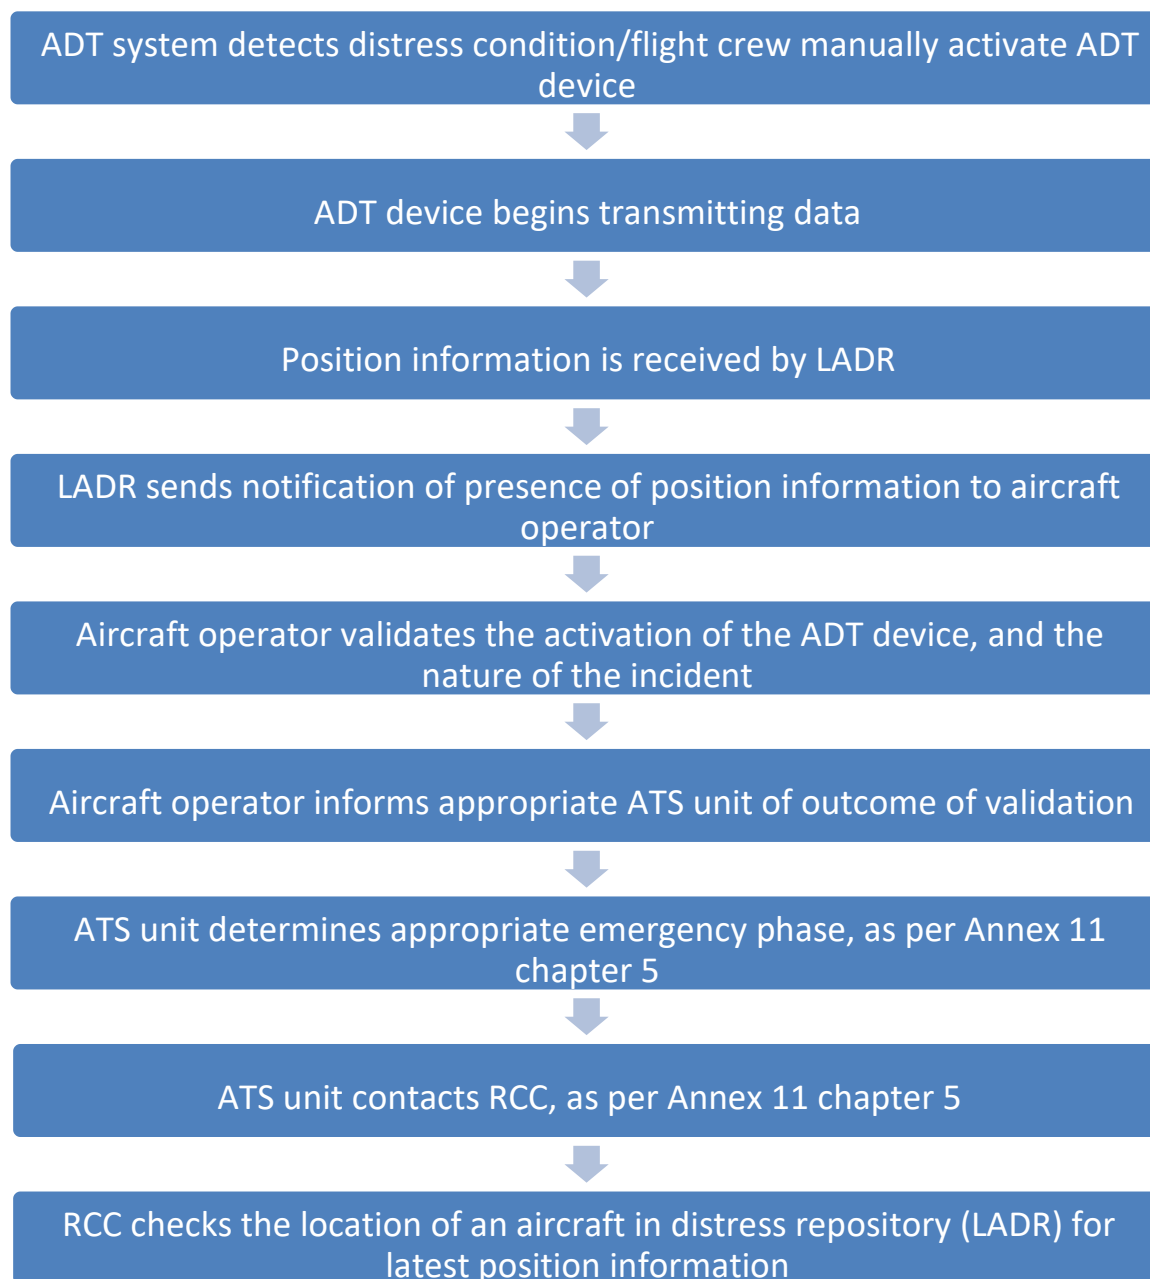 ADT system detects distress condition/flight crew manually activate ADT
device
ADT device begins transmitting data
Position information is received by LADR
LADR sends notification of presence of position information to aircraft
operator
Aircraft operator validates the activation of the ADT device, and the
nature of the incident
Aircraft operator informs appropriate ATS unit of outcome of validation
ATS unit determines appropriate emergency phase, as per Annex 11
chapter 5
ATS unit contacts RCC, as per Annex 11 chapter 5
RCC checks the location of an aircraft in distress repository (LADR) for
latest position information